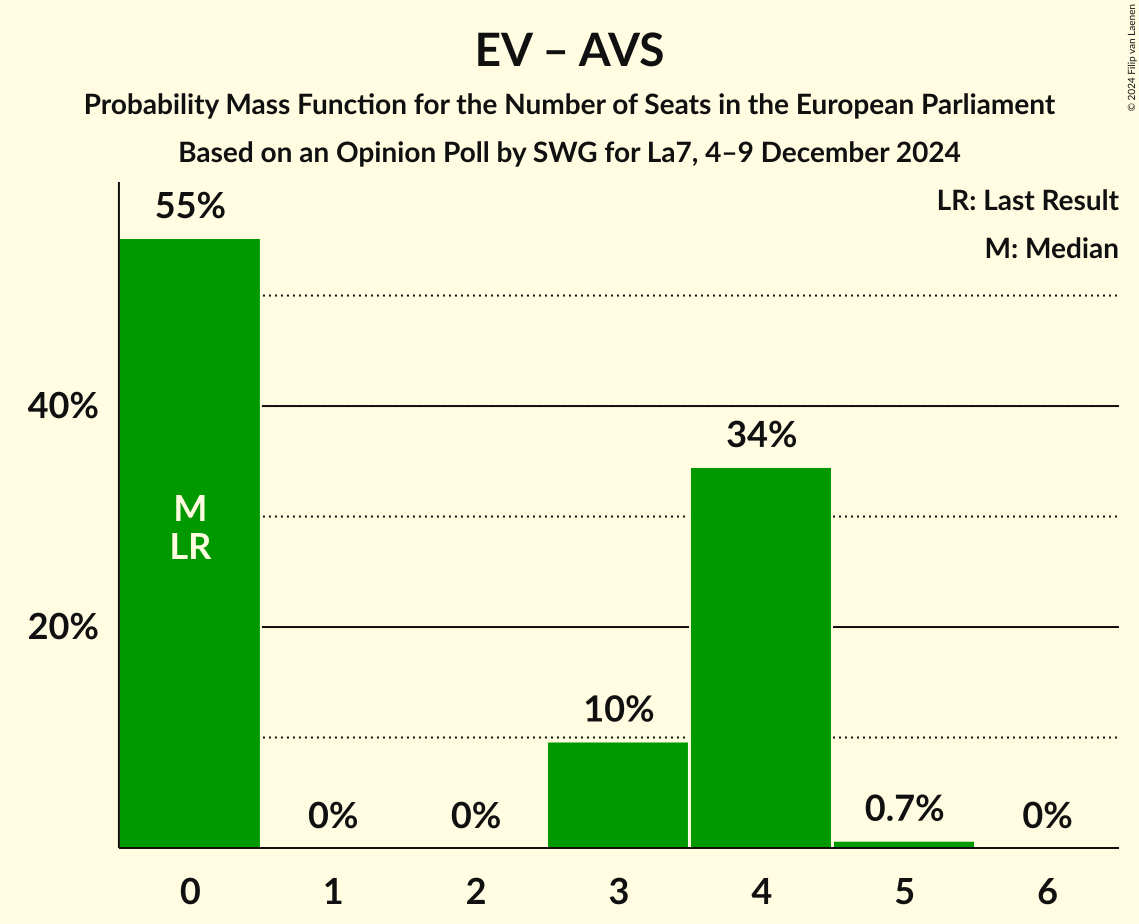 EV – AVS
Probability Mass Function for the Number of Seats in the European Parliament
Based on an Opinion Poll by SWG for La7, 4–9 December 2024
© 2024 Filip van Laenen
LR: Last Result
M: Median
55%
40%
34%
M
LR
20%
10%
0%
0%
0.7%
0%
0
1
2
3
4
5
6